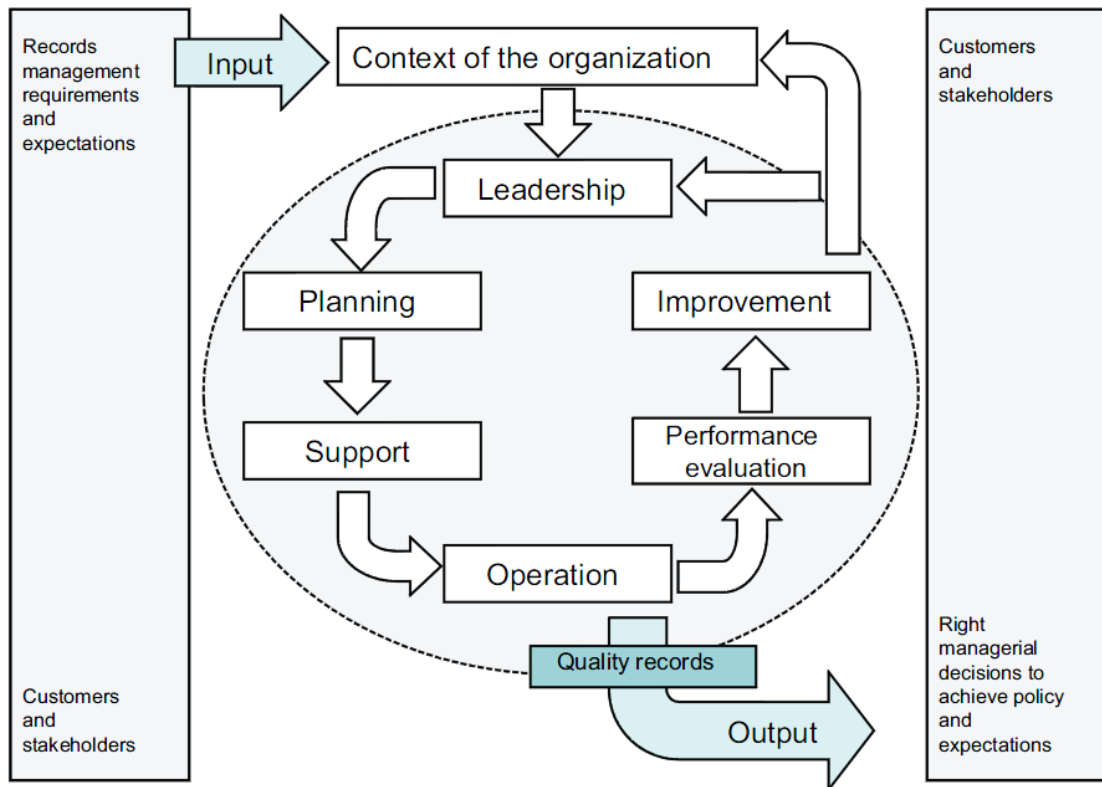 Records
management
requirements
and
expectations
Input
Context of the organization
Customers
and
stakeholders
Leadership
Planning
Improvement
Support
Performance
evaluation
Operation
Quality records
Output
Customers
and
stakeholders
Right
managerial
decisions to
achieve policy
and
expectations